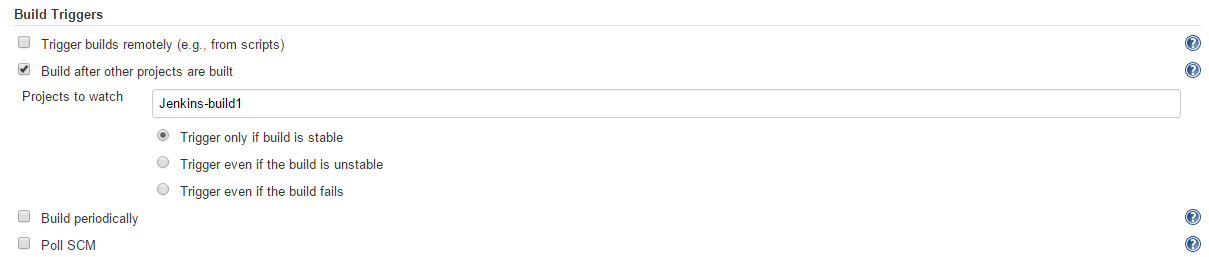 Build Triggers
Trigger builds remotely (e.g., from scripts)
Build after other projects are built
Projects to watch
Jenkins-build1
Trigger only if build is stable
Trigger even if the build is unstable
Trigger even if the build fails
Build periodically
Poll SCM